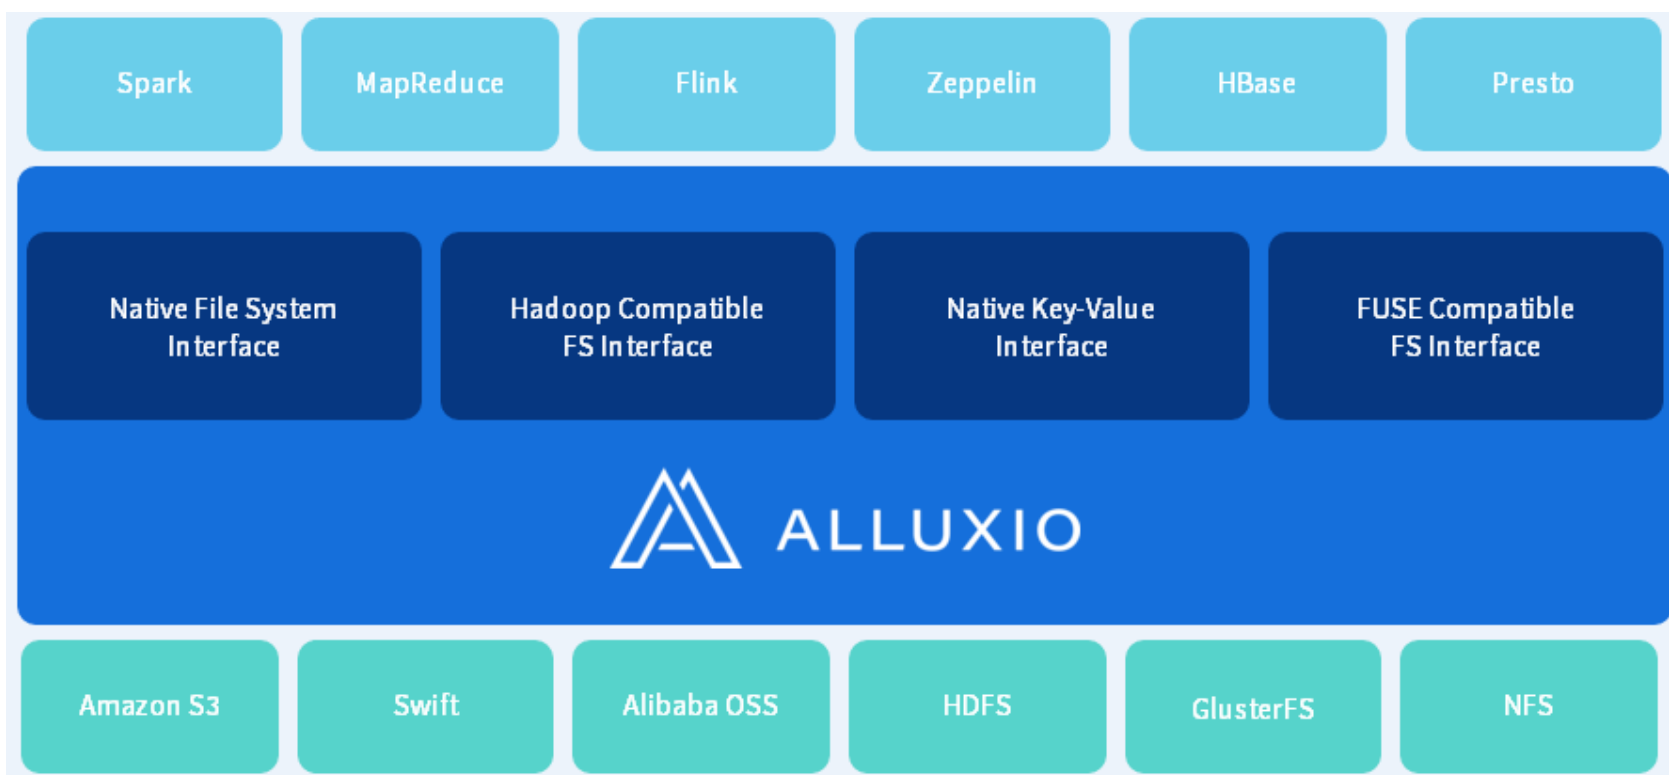 Spark
MapReduce
Flink
Zeppelin
HBase
Presto
Native File System
Interface
Hadoop Compatible
FS Interface
Native Key-Value
Interface
FUSE Compatible
FS Interface
ALLUXIO
Amazon S3
Swift
Alibaba OSS
HDFS
GlusterFS
NFS